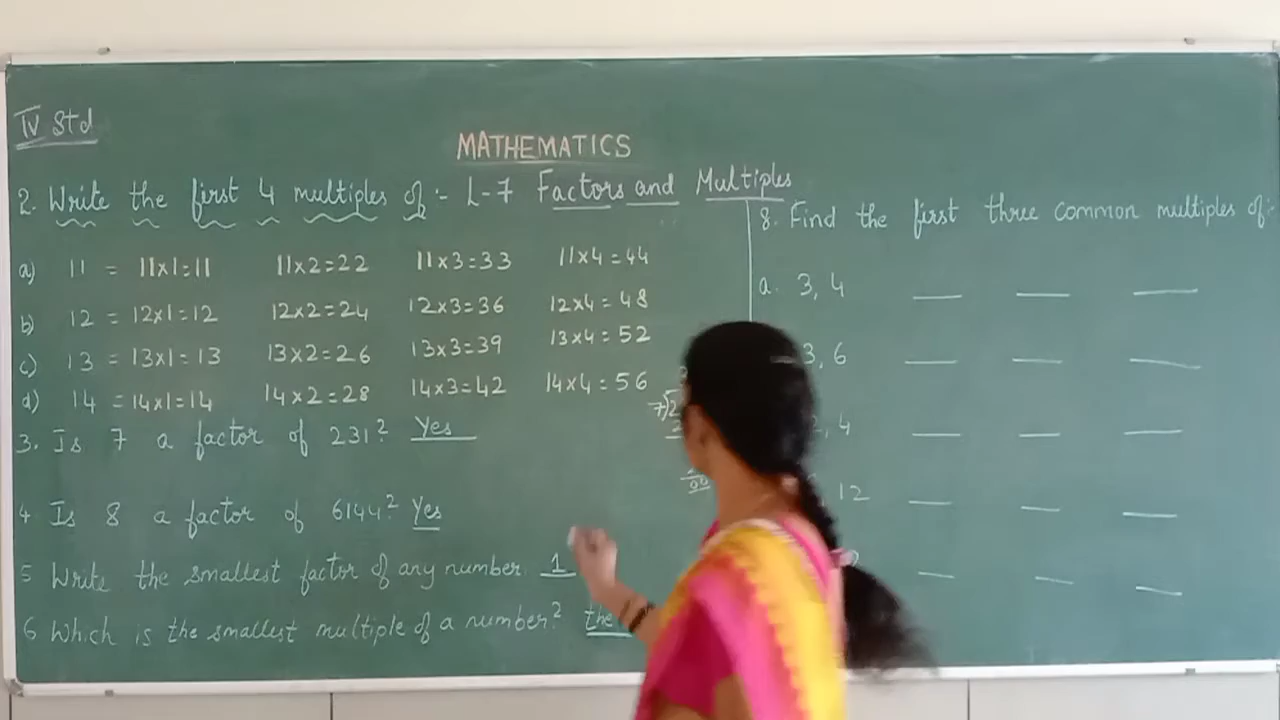 IV Std
MATHEMATICS
L-7 Factors and Multiples
2. Write the first 4 multiples of :-
a) 11 = 11x1=11 11x2=22 11x3=33 11x4=44
b) 12 = 12x1=12 12x2=24 12x3=36 12x4=48
c) 13 = 13x1=13 13x2=26 13x3=39 13x4=52
d) 14 = 14x1=14 14x2=28 14x3=42 14x4=56
3. Is 7 a factor of 231? Yes
4 Is 8 a factor of 6144? Yes
5 Write the smallest factor of any number. 1
6 Which is the smallest multiple of a number? the
7)2
00
8. Find the first three common multiples of:-
a. 3, 4
3, 6
, 4
12